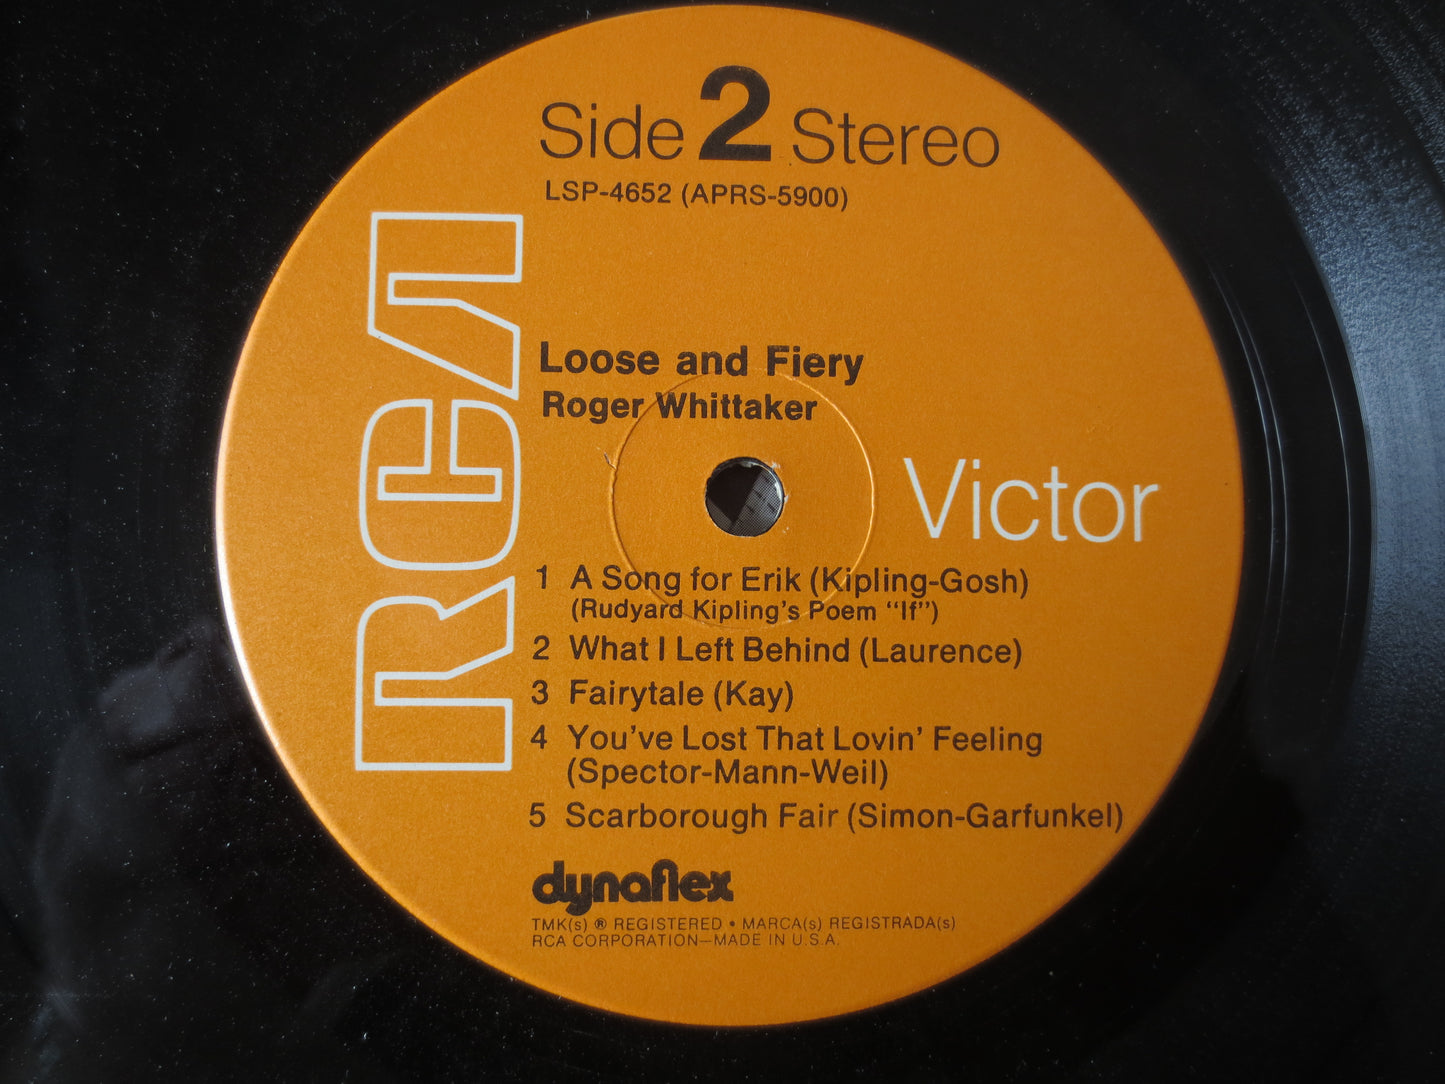 Side 2 Stereo
LSP-4652 (APRS-5900)
RCA
Loose and Fiery
Roger Whittaker
Victor
1 A Song for Erik (Kipling-Gosh)
(Rudyard Kipling's Poem "If")
2 What I Left Behind (Laurence)
3 Fairytale (Kay)
4 You've Lost That Lovin' Feeling
(Spector-Mann-Weil)
5 Scarborough Fair (Simon-Garfunkel)
dynaflex
TMK(s) ® REGISTERED • MARCA(s) REGISTRADA(s)
RCA CORPORATION—MADE IN U.S.A.